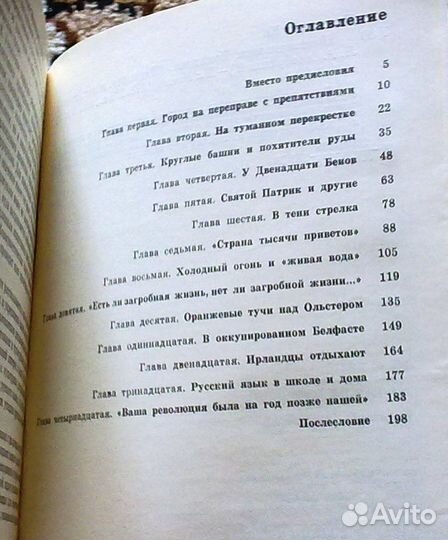 Оглавление
Вместо предисловия 5
Глава первая. Город на переправе с препятствиями 10
Глава вторая. На туманном перекрестке 22
Глава третья. Круглые башни и похитители руды 35
Глава четвертая. У Двенадцати Бенов 48
Глава пятая. Святой Патрик и другие 63
Глава шестая. В тени стрелка 78
Глава седьмая. «Страна тысячи приветов» 88
Глава восьмая. Холодный огонь и «живая вода» 105
Глава девятая. «Есть ли загробная жизнь, нет ли загробной жизни...» 119
Глава десятая. Оранжевые тучи над Ольстером 135
Глава одиннадцатая. В оккупированном Белфасте 149
Глава двенадцатая. Ирландцы отдыхают 164
Глава тринадцатая. Русский язык в школе и дома 177
Глава четырнадцатая. «Ваша революция была на год позже нашей» 183
Послесловие 198
Avito